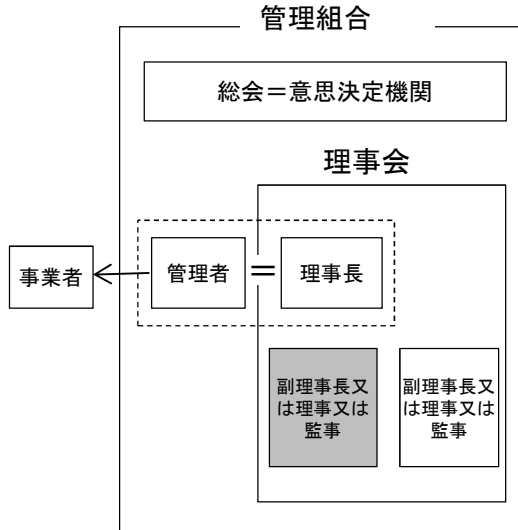 管理組合
総会＝意思決定機関
理事会
事業者
管理者
＝
理事長
副理事長又
は理事又は
監事
副理事長又
は理事又は
監事